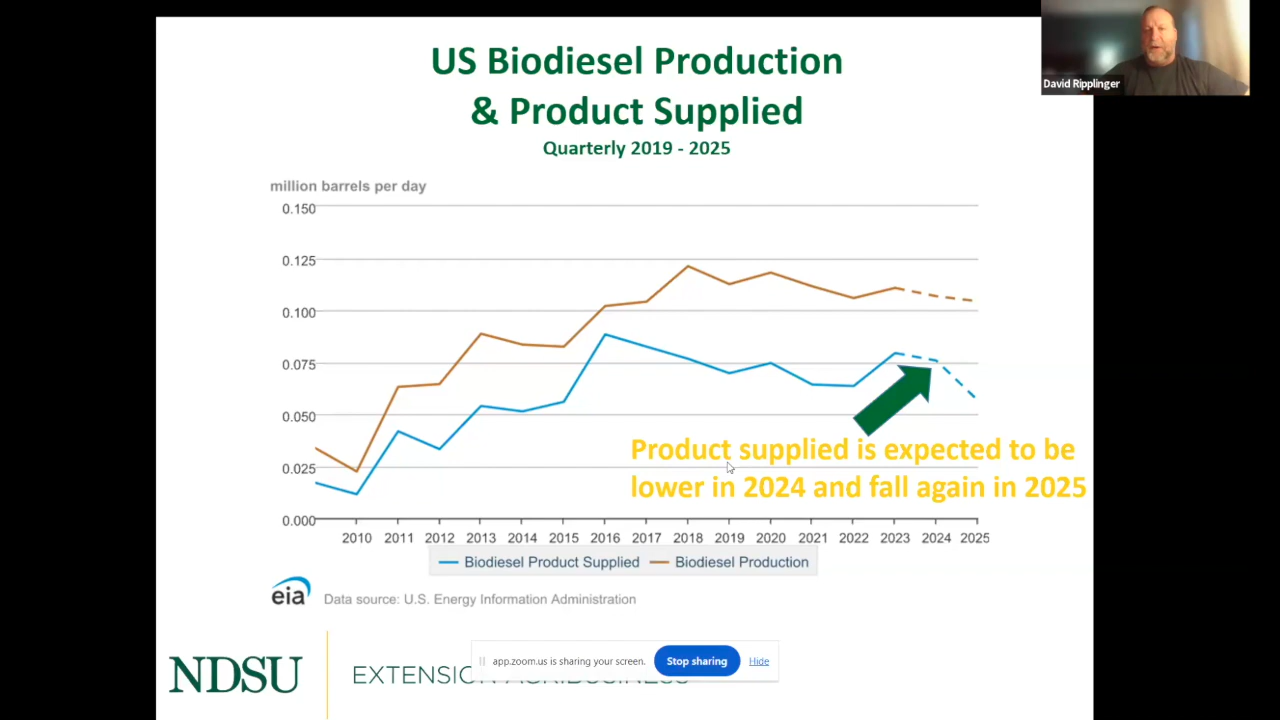 US Biodiesel Production
& Product Supplied
Quarterly 2019 - 2025
David Ripplinger
million barrels per day
0.150
0.125
0.100
0.075
0.050
0.025
0.000
Product supplied is expected to be
lower in 2024 and fall again in 2025
2010 2011 2012 2013 2014 2015 2016 2017 2018 2019 2020 2021 2022 2023 2024 2025
Biodiesel Product Supplied Biodiesel Production
eia Data source: U.S. Energy Information Administration
app.zoom.us is sharing your screen. Stop sharing Hide
NDSU EXTENSION AGRIBUSINESS